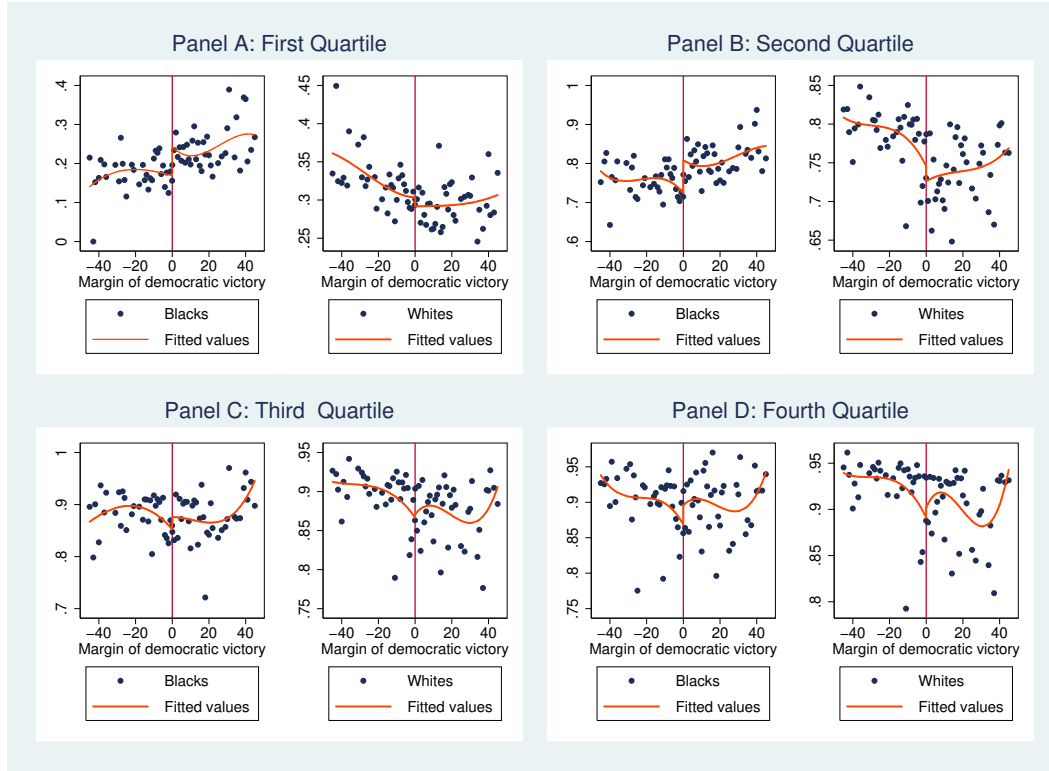 Panel A: First Quartile
.4
.3
.2
.1
0
−40 −20 0 20 40
Margin of democratic victory
Blacks
Fitted values
.45
.4
.35
.3
.25
−40 −20 0 20 40
Margin of democratic victory
Whites
Fitted values
Panel B: Second Quartile
1
.9
.8
.7
.6
−40 −20 0 20 40
Margin of democratic victory
Blacks
Fitted values
.85
.8
.75
.7
.65
−40 −20 0 20 40
Margin of democratic victory
Whites
Fitted values
Panel C: Third  Quartile
1
.9
.8
.7
−40 −20 0 20 40
Margin of democratic victory
Blacks
Fitted values
.95
.9
.85
.8
.75
−40 −20 0 20 40
Margin of democratic victory
Whites
Fitted values
Panel D: Fourth Quartile
.95
.9
.85
.8
.75
−40 −20 0 20 40
Margin of democratic victory
Blacks
Fitted values
.95
.9
.85
.8
−40 −20 0 20 40
Margin of democratic victory
Whites
Fitted values